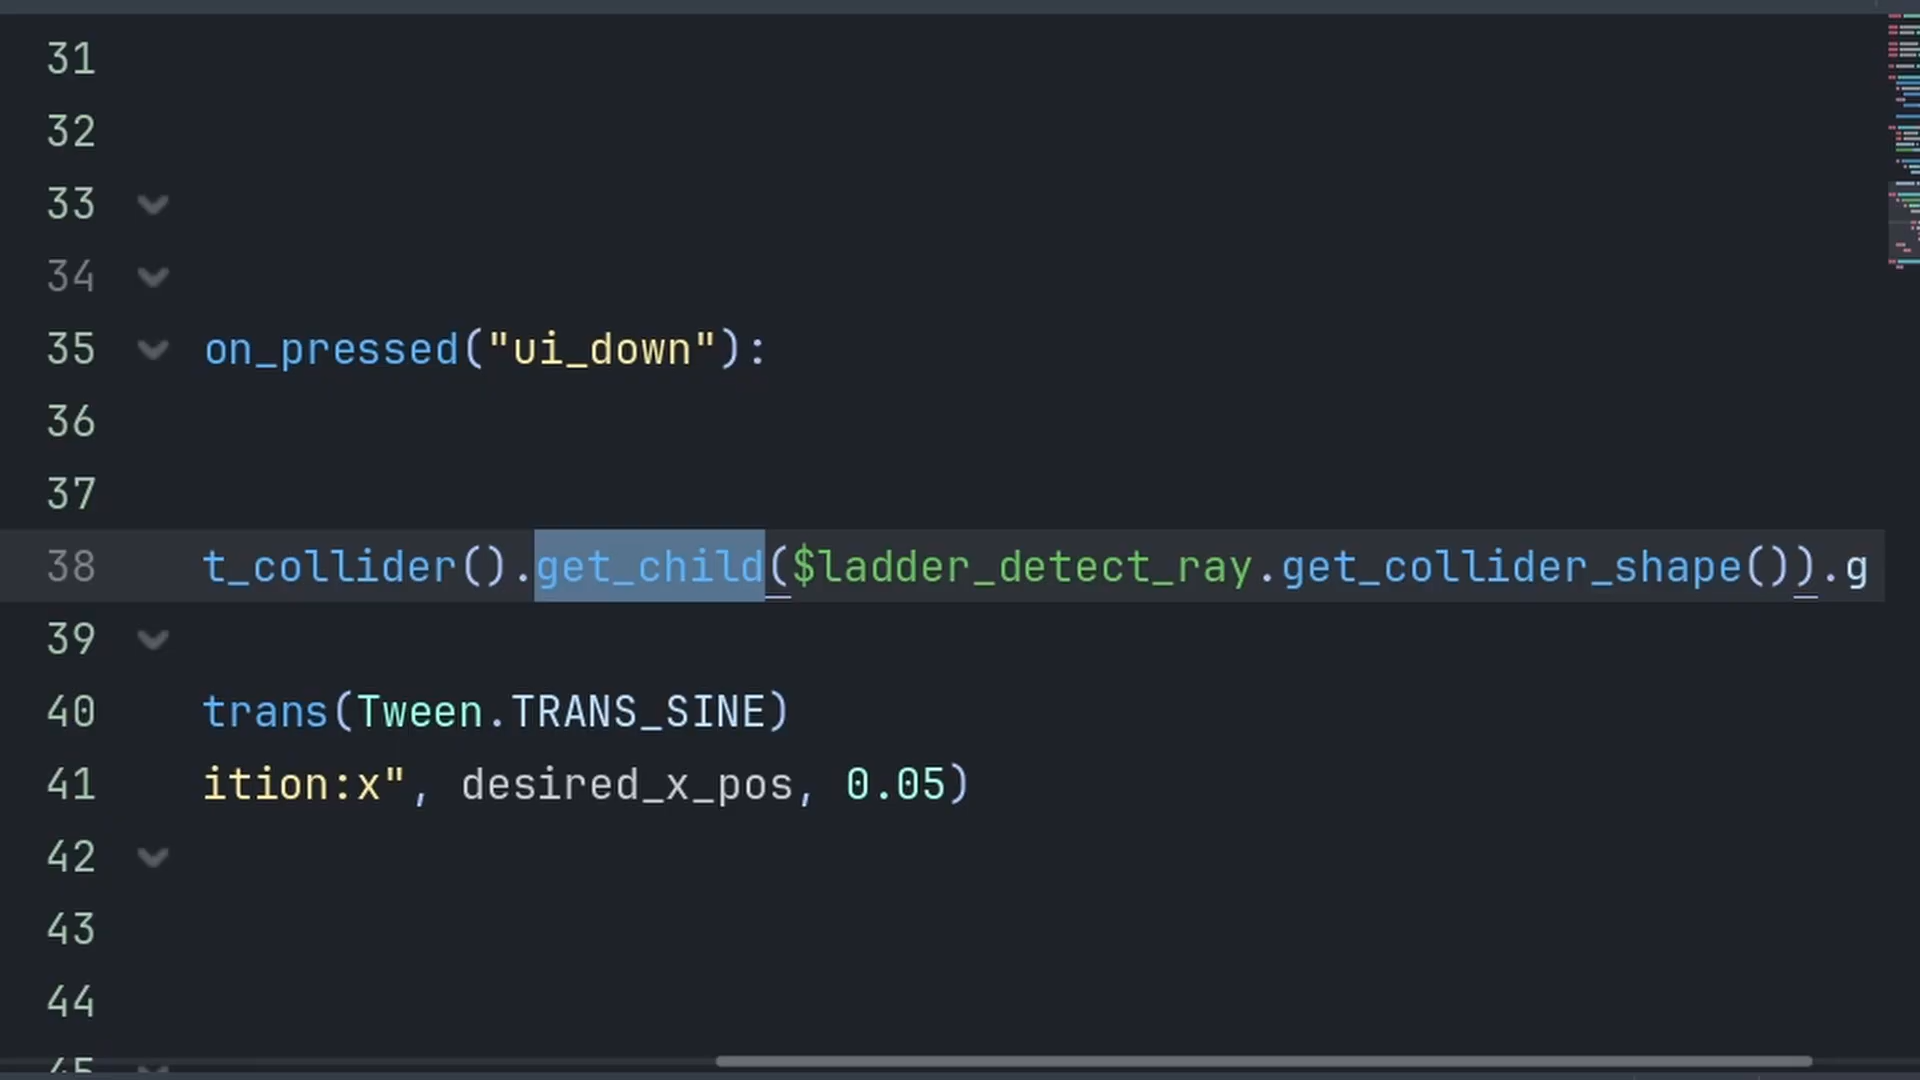 31
32
33
34
35 on_pressed("ui_down"):
36
37
38 t_collider().get_child($ladder_detect_ray.get_collider_shape()).g
39
40 trans(Tween.TRANS_SINE)
41 ition:x", desired_x_pos, 0.05)
42
43
44
45